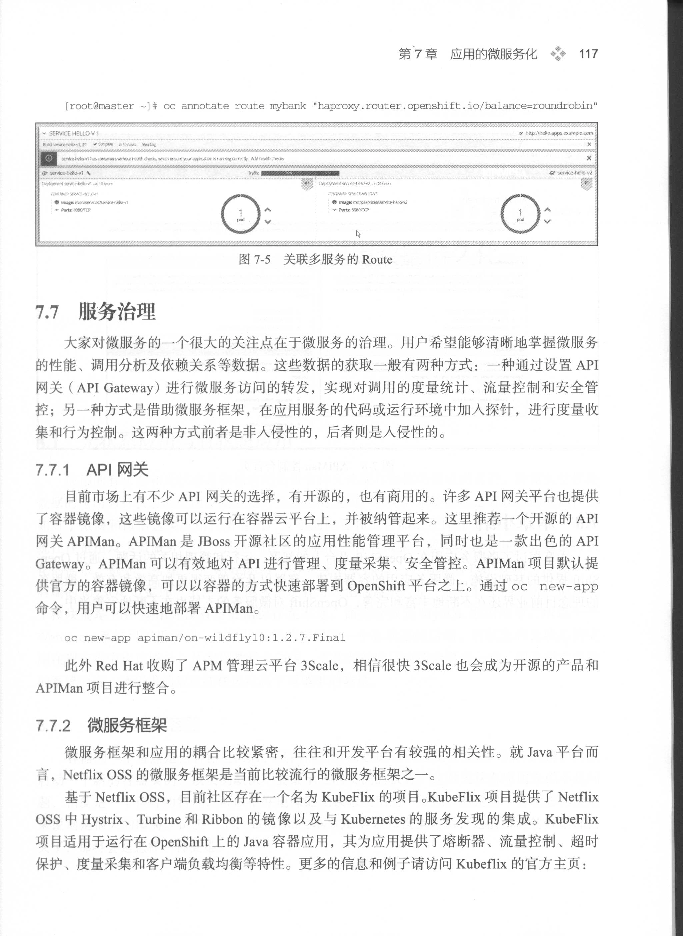 第7章 应用的微服务化 117
[root@master ~]# oc annotate route mybank "haproxy.router.openshift.io/balance=roundrobin"
SERVICE HELLO V1
图 7-5 关联多服务的 Route
7.7 服务治理
大家对微服务的一个很大的关注点在于微服务的治理。用户希望能够清晰地掌握微服务
的性能、调用分析及依赖关系等数据。这些数据的获取一般有两种方式：一种通过设置 API
网关（API Gateway）进行微服务访问的转发，实现对调用的度量统计、流量控制和安全管
控；另一种方式是借助微服务框架，在应用服务的代码或运行环境中加入探针，进行度量收
集和行为控制。这两种方式前者是非入侵性的，后者则是入侵性的。
7.7.1 API 网关
目前市场上有不少 API 网关的选择，有开源的，也有商用的。许多 API 网关平台也提供
了容器镜像，这些镜像可以运行在容器云平台上，并被纳管起来。这里推荐一个开源的 API
网关 APIMan。APIMan 是 JBoss 开源社区的应用性能管理平台，同时也是一款出色的 API
Gateway。APIMan 可以有效地对 API 进行管理、度量采集、安全管控。APIMan 项目默认提
供官方的容器镜像，可以以容器的方式快速部署到 OpenShift 平台之上。通过 oc new-app
命令，用户可以快速地部署 APIMan。
oc new-app apiman/on-wildfly10:1.2.7.Final
此外 Red Hat 收购了 APM 管理云平台 3Scale，相信很快 3Scale 也会成为开源的产品和
APIMan 项目进行整合。
7.7.2 微服务框架
微服务框架和应用的耦合比较紧密，往往和开发平台有较强的相关性。就 Java 平台而
言，Netflix OSS 的微服务框架是当前比较流行的微服务框架之一。
基于 Netflix OSS，目前社区存在一个名为 KubeFlix 的项目。KubeFlix 项目提供了 Netflix
OSS 中 Hystrix、Turbine 和 Ribbon 的镜像以及与 Kubernetes 的服务发现的集成。KubeFlix
项目适用于运行在 OpenShift 上的 Java 容器应用，其为应用提供了熔断器、流量控制、超时
保护、度量采集和客户端负载均衡等特性。更多的信息和例子请访问 Kubeflix 的官方主页：